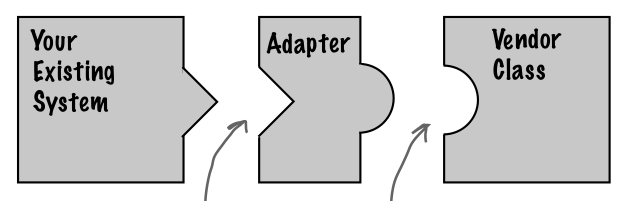 Your
Existing
System
Adapter
Vendor
Class